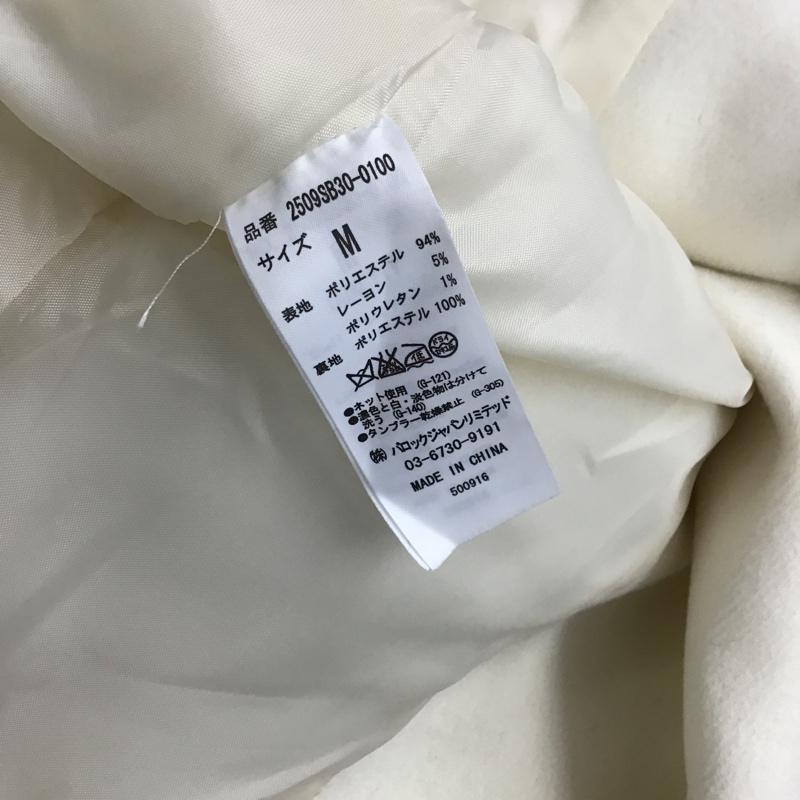 品番 2509SB30-0100
サイズ M
表地 ポリエステル 94%
レーヨン 5%
ポリウレタン 1%
裏地 ポリエステル 100%
ドライ
●ネット使用 (G-121)
●濃色と白・淡色物は分けて
洗う (G-140)
●タンブラー乾燥禁止 (G-305)
(株) バロックジャパンリミテッド
03-6730-9191
MADE IN CHINA
500916